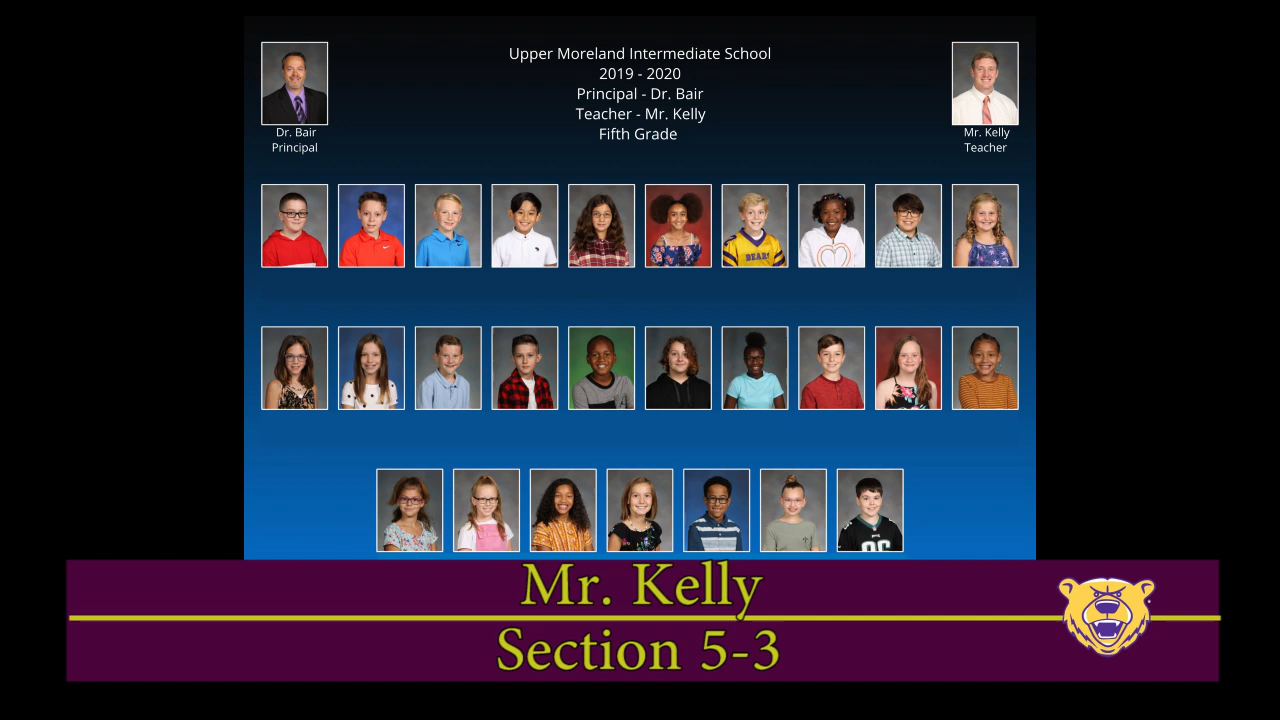 Upper Moreland Intermediate School
2019 - 2020
Principal - Dr. Bair
Teacher - Mr. Kelly
Fifth Grade
Dr. Bair
Principal
Mr. Kelly
Teacher
BEARS
Mr. Kelly
Section 5-3